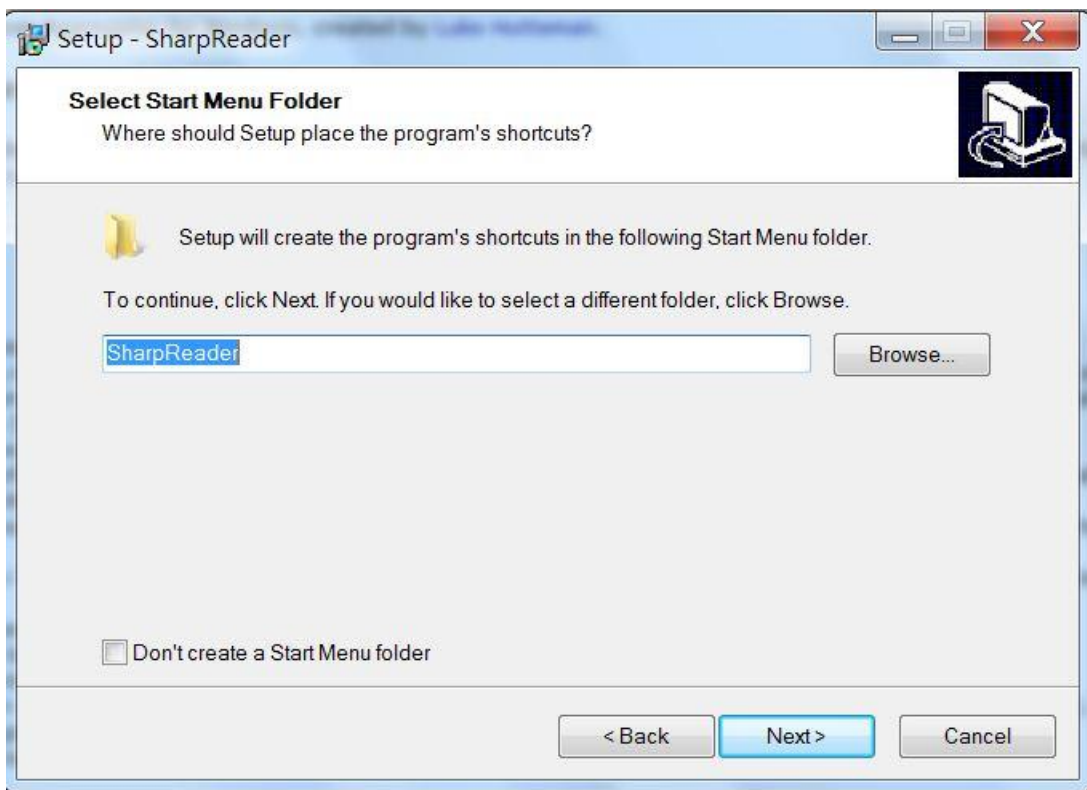 Setup - SharpReader
Select Start Menu Folder
Where should Setup place the program's shortcuts?
Setup will create the program's shortcuts in the following Start Menu folder.
To continue, click Next. If you would like to select a different folder, click Browse.
SharpReader
Browse...
Don't create a Start Menu folder
< Back
Next >
Cancel